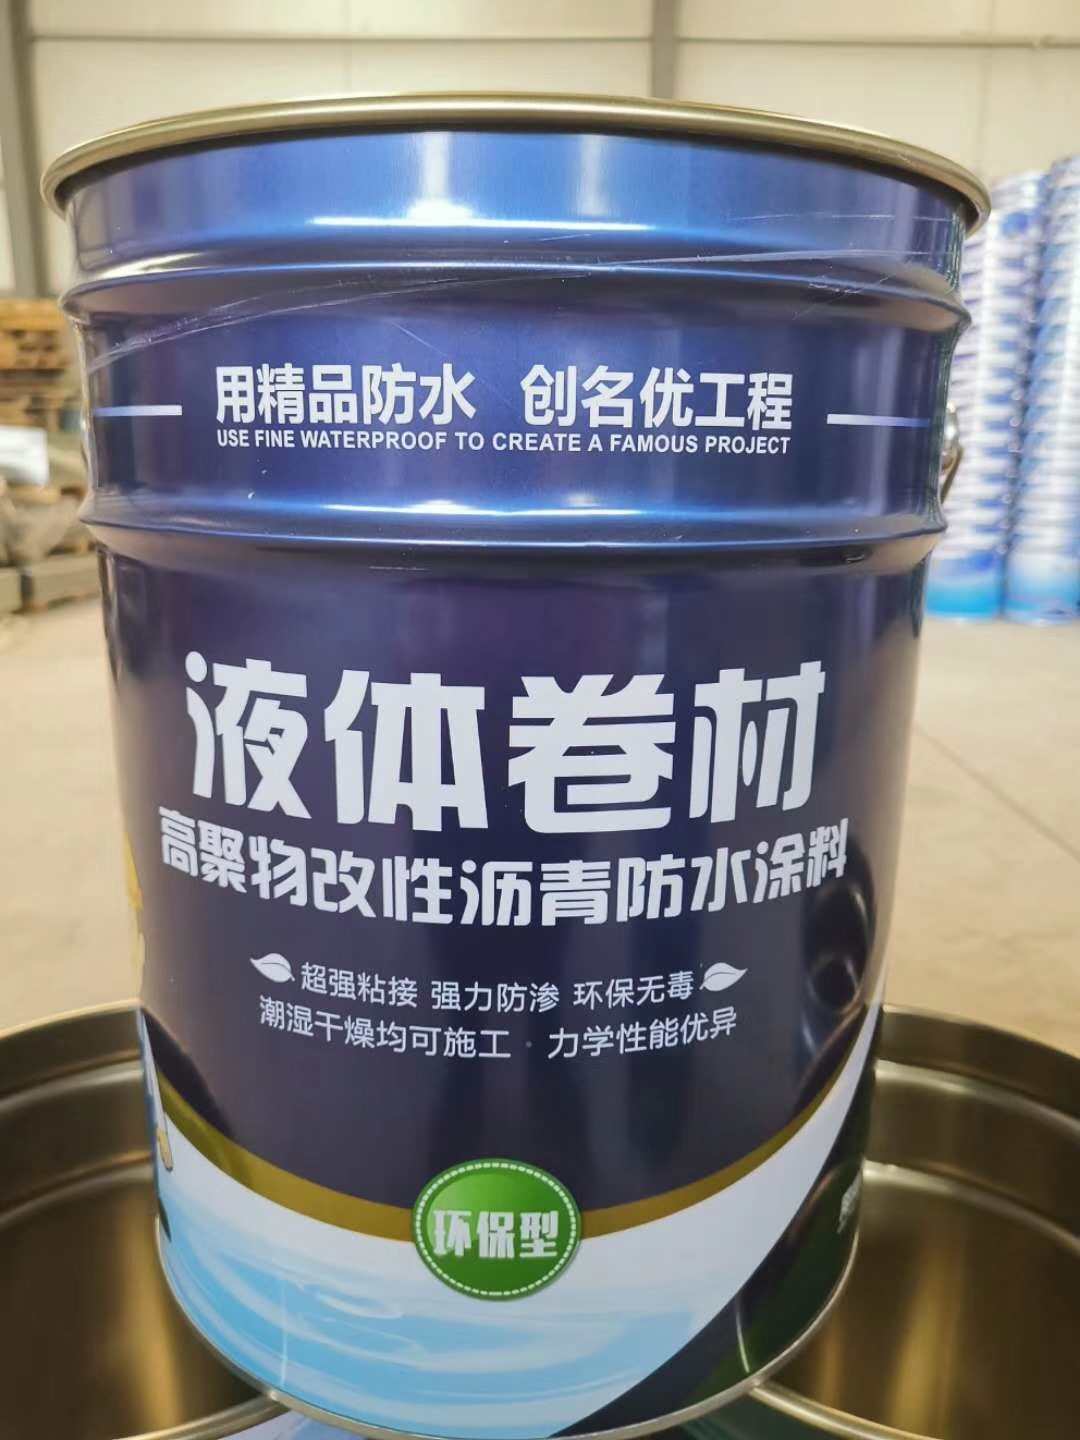 用精品防水 创名优工程
USE FINE WATERPROOF TO CREATE A FAMOUS PROJECT
液体卷材
高聚物改性沥青防水涂料
超强粘接 强力防渗 环保无毒
潮湿干燥均可施工 · 力学性能优异
环保型